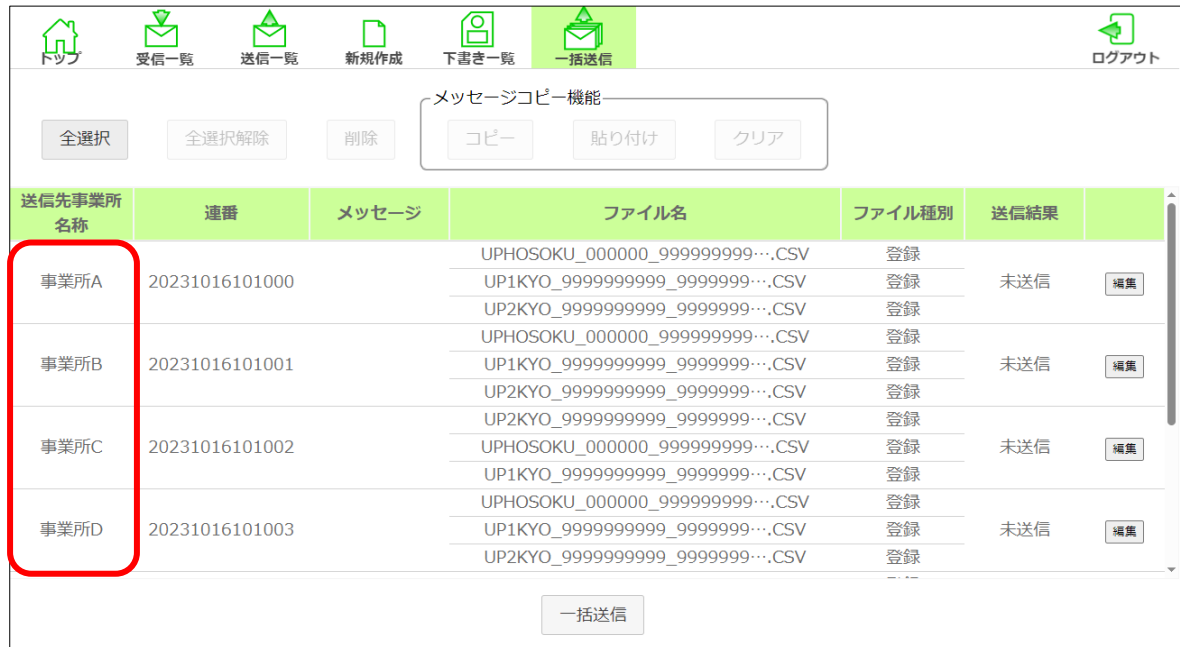 トップ 受信一覧 送信一覧 新規作成 下書き一覧 一括送信 ログアウト
メッセージコピー機能
全選択 全選択解除 削除 コピー 貼り付け クリア
送信先事業所
名称 連番 メッセージ ファイル名 ファイル種別 送信結果
UPHOSOKU_000000_999999999….CSV 登録
事業所A 20231016101000 UP1KYO_9999999999_9999999….CSV 登録 未送信 編集
UP2KYO_9999999999_9999999….CSV 登録
UPHOSOKU_000000_999999999….CSV 登録
事業所B 20231016101001 UP1KYO_9999999999_9999999….CSV 登録 未送信 編集
UP2KYO_9999999999_9999999….CSV 登録
UP2KYO_9999999999_9999999….CSV 登録
事業所C 20231016101002 UPHOSOKU_000000_999999999….CSV 登録 未送信 編集
UP1KYO_9999999999_9999999….CSV 登録
UPHOSOKU_000000_999999999….CSV 登録
事業所D 20231016101003 UP1KYO_9999999999_9999999….CSV 登録 未送信 編集
UP2KYO_9999999999_9999999….CSV 登録
一括送信